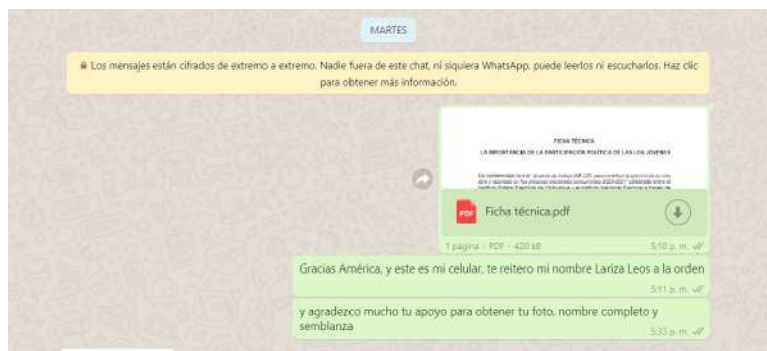 MARTES
Los mensajes están cifrados de extremo a extremo. Nadie fuera de este chat, ni siquiera WhatsApp, puede leerlos ni escucharlos. Haz clic
para obtener más información.
FICHA TÉCNICA
LA IMPORTANCIA DE LA PARTICIPACIÓN POLÍTICA DE LAS LOS JÓVENES
PDF Ficha técnica.pdf
1 página • PDF • 420 kB 5:10 p. m.
Gracias América, y este es mi celular, te reitero mi nombre Lariza Leos a la orden
5:11 p. m.
y agradezco mucho tu apoyo para obtener tu foto, nombre completo y
semblanza
5:33 p. m.